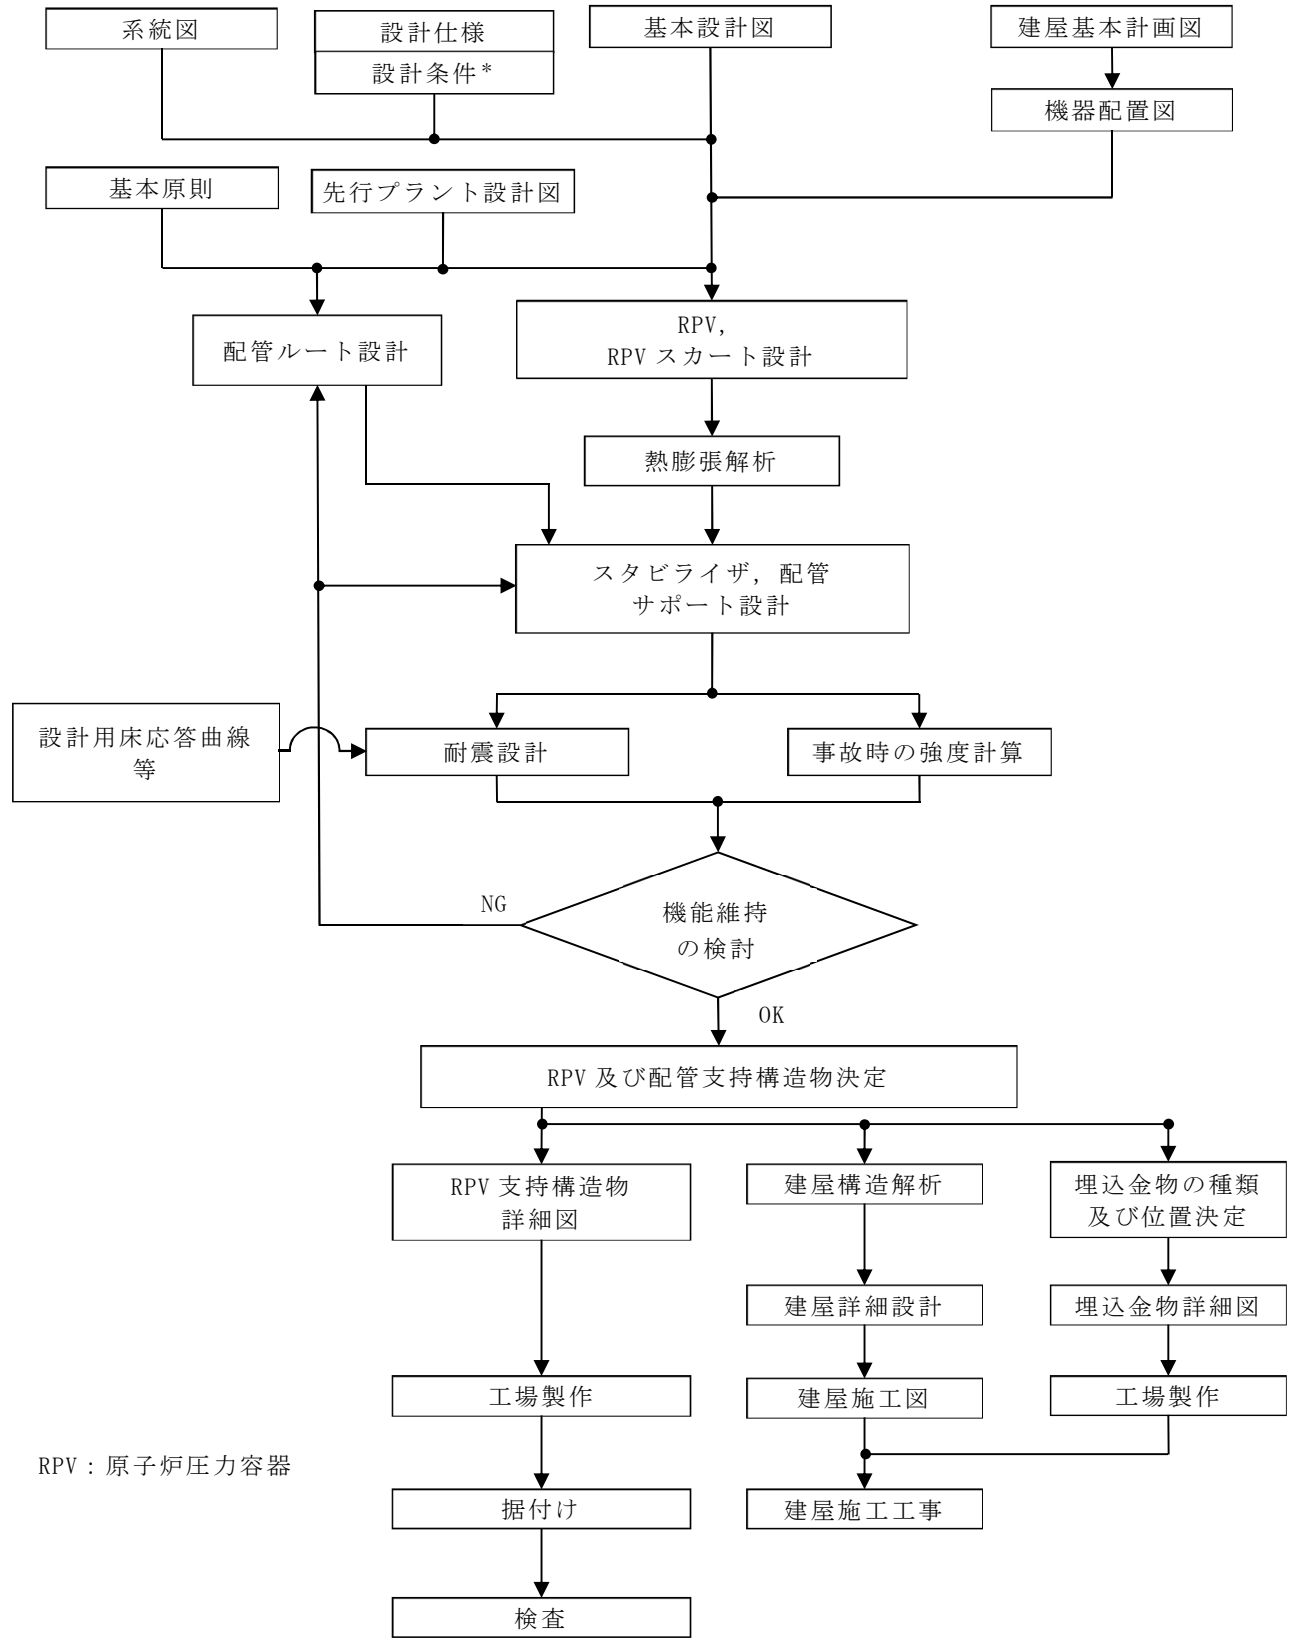 系統図
設計仕様
設計条件*
基本設計図
建屋基本計画図
機器配置図
基本原則
先行プラント設計図
配管ルート設計
RPV,
RPV スカート設計
熱膨張解析
スタビライザ，配管
サポート設計
設計用床応答曲線
等
耐震設計
事故時の強度計算
NG
機能維持
の検討
OK
RPV 及び配管支持構造物決定
RPV 支持構造物
詳細図
建屋構造解析
埋込金物の種類
及び位置決定
建屋詳細設計
埋込金物詳細図
工場製作
建屋施工図
工場製作
RPV：原子炉圧力容器
据付け
建屋施工工事
検査